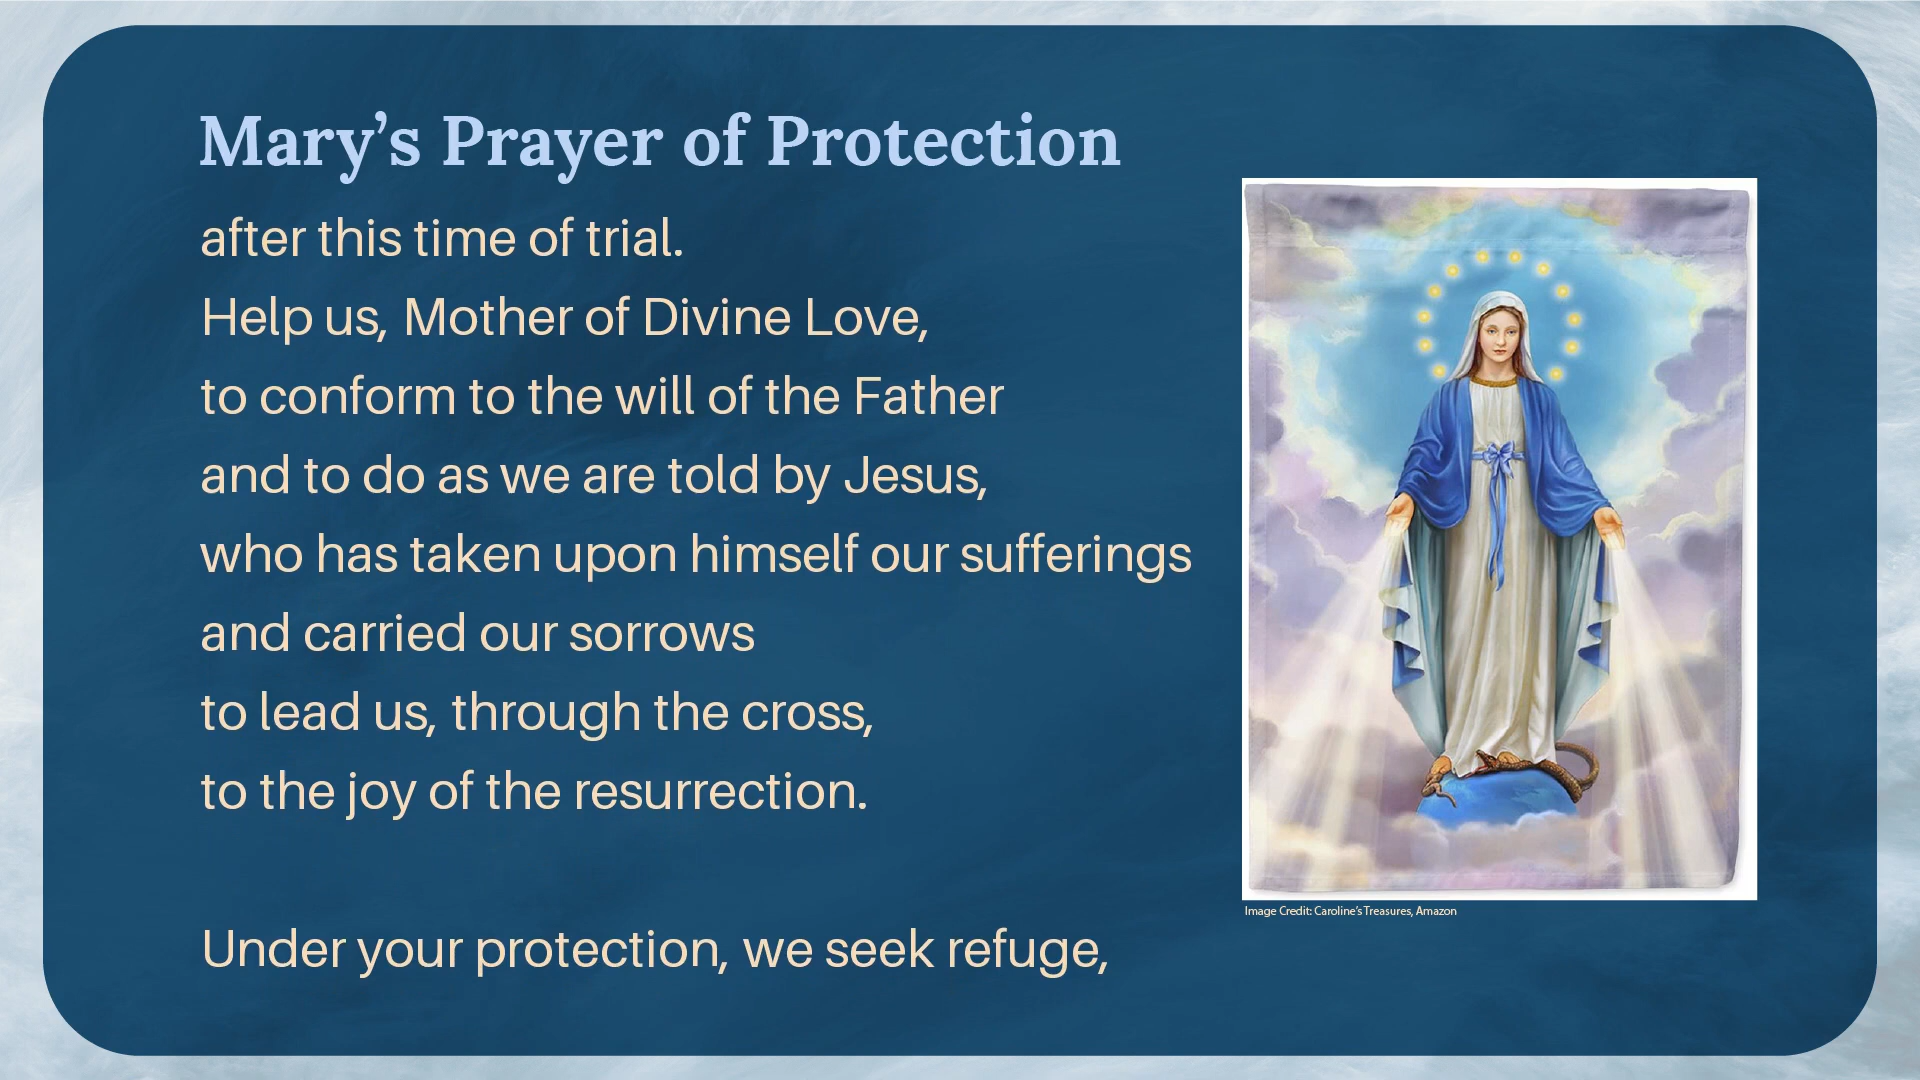 Mary’s Prayer of Protection
after this time of trial.
Help us, Mother of Divine Love,
to conform to the will of the Father
and to do as we are told by Jesus,
who has taken upon himself our sufferings
and carried our sorrows
to lead us, through the cross,
to the joy of the resurrection.
Under your protection, we seek refuge,
Image Credit: Caroline’s Treasures, Amazon